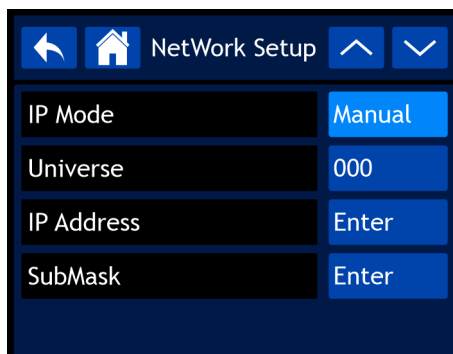 NetWork Setup
IP Mode Manual
Universe 000
IP Address Enter
SubMask Enter